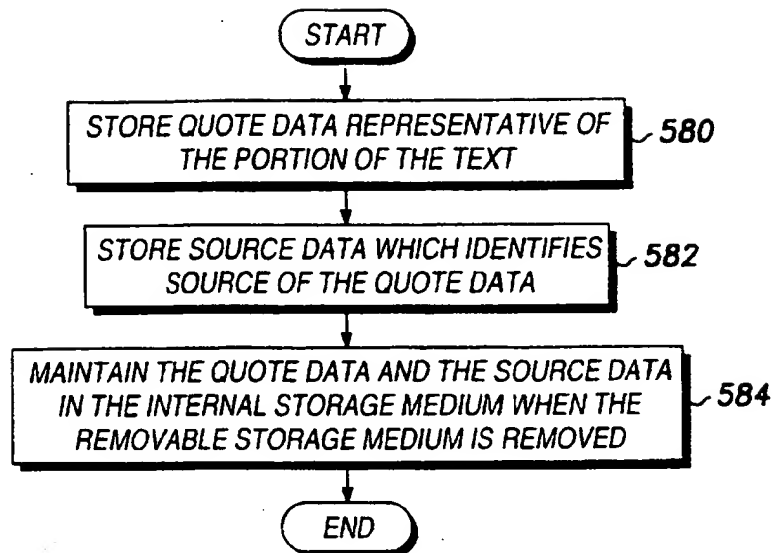 START
STORE QUOTE DATA REPRESENTATIVE OF
THE PORTION OF THE TEXT
580
STORE SOURCE DATA WHICH IDENTIFIES
SOURCE OF THE QUOTE DATA
582
MAINTAIN THE QUOTE DATA AND THE SOURCE DATA
IN THE INTERNAL STORAGE MEDIUM WHEN THE
REMOVABLE STORAGE MEDIUM IS REMOVED
584
END